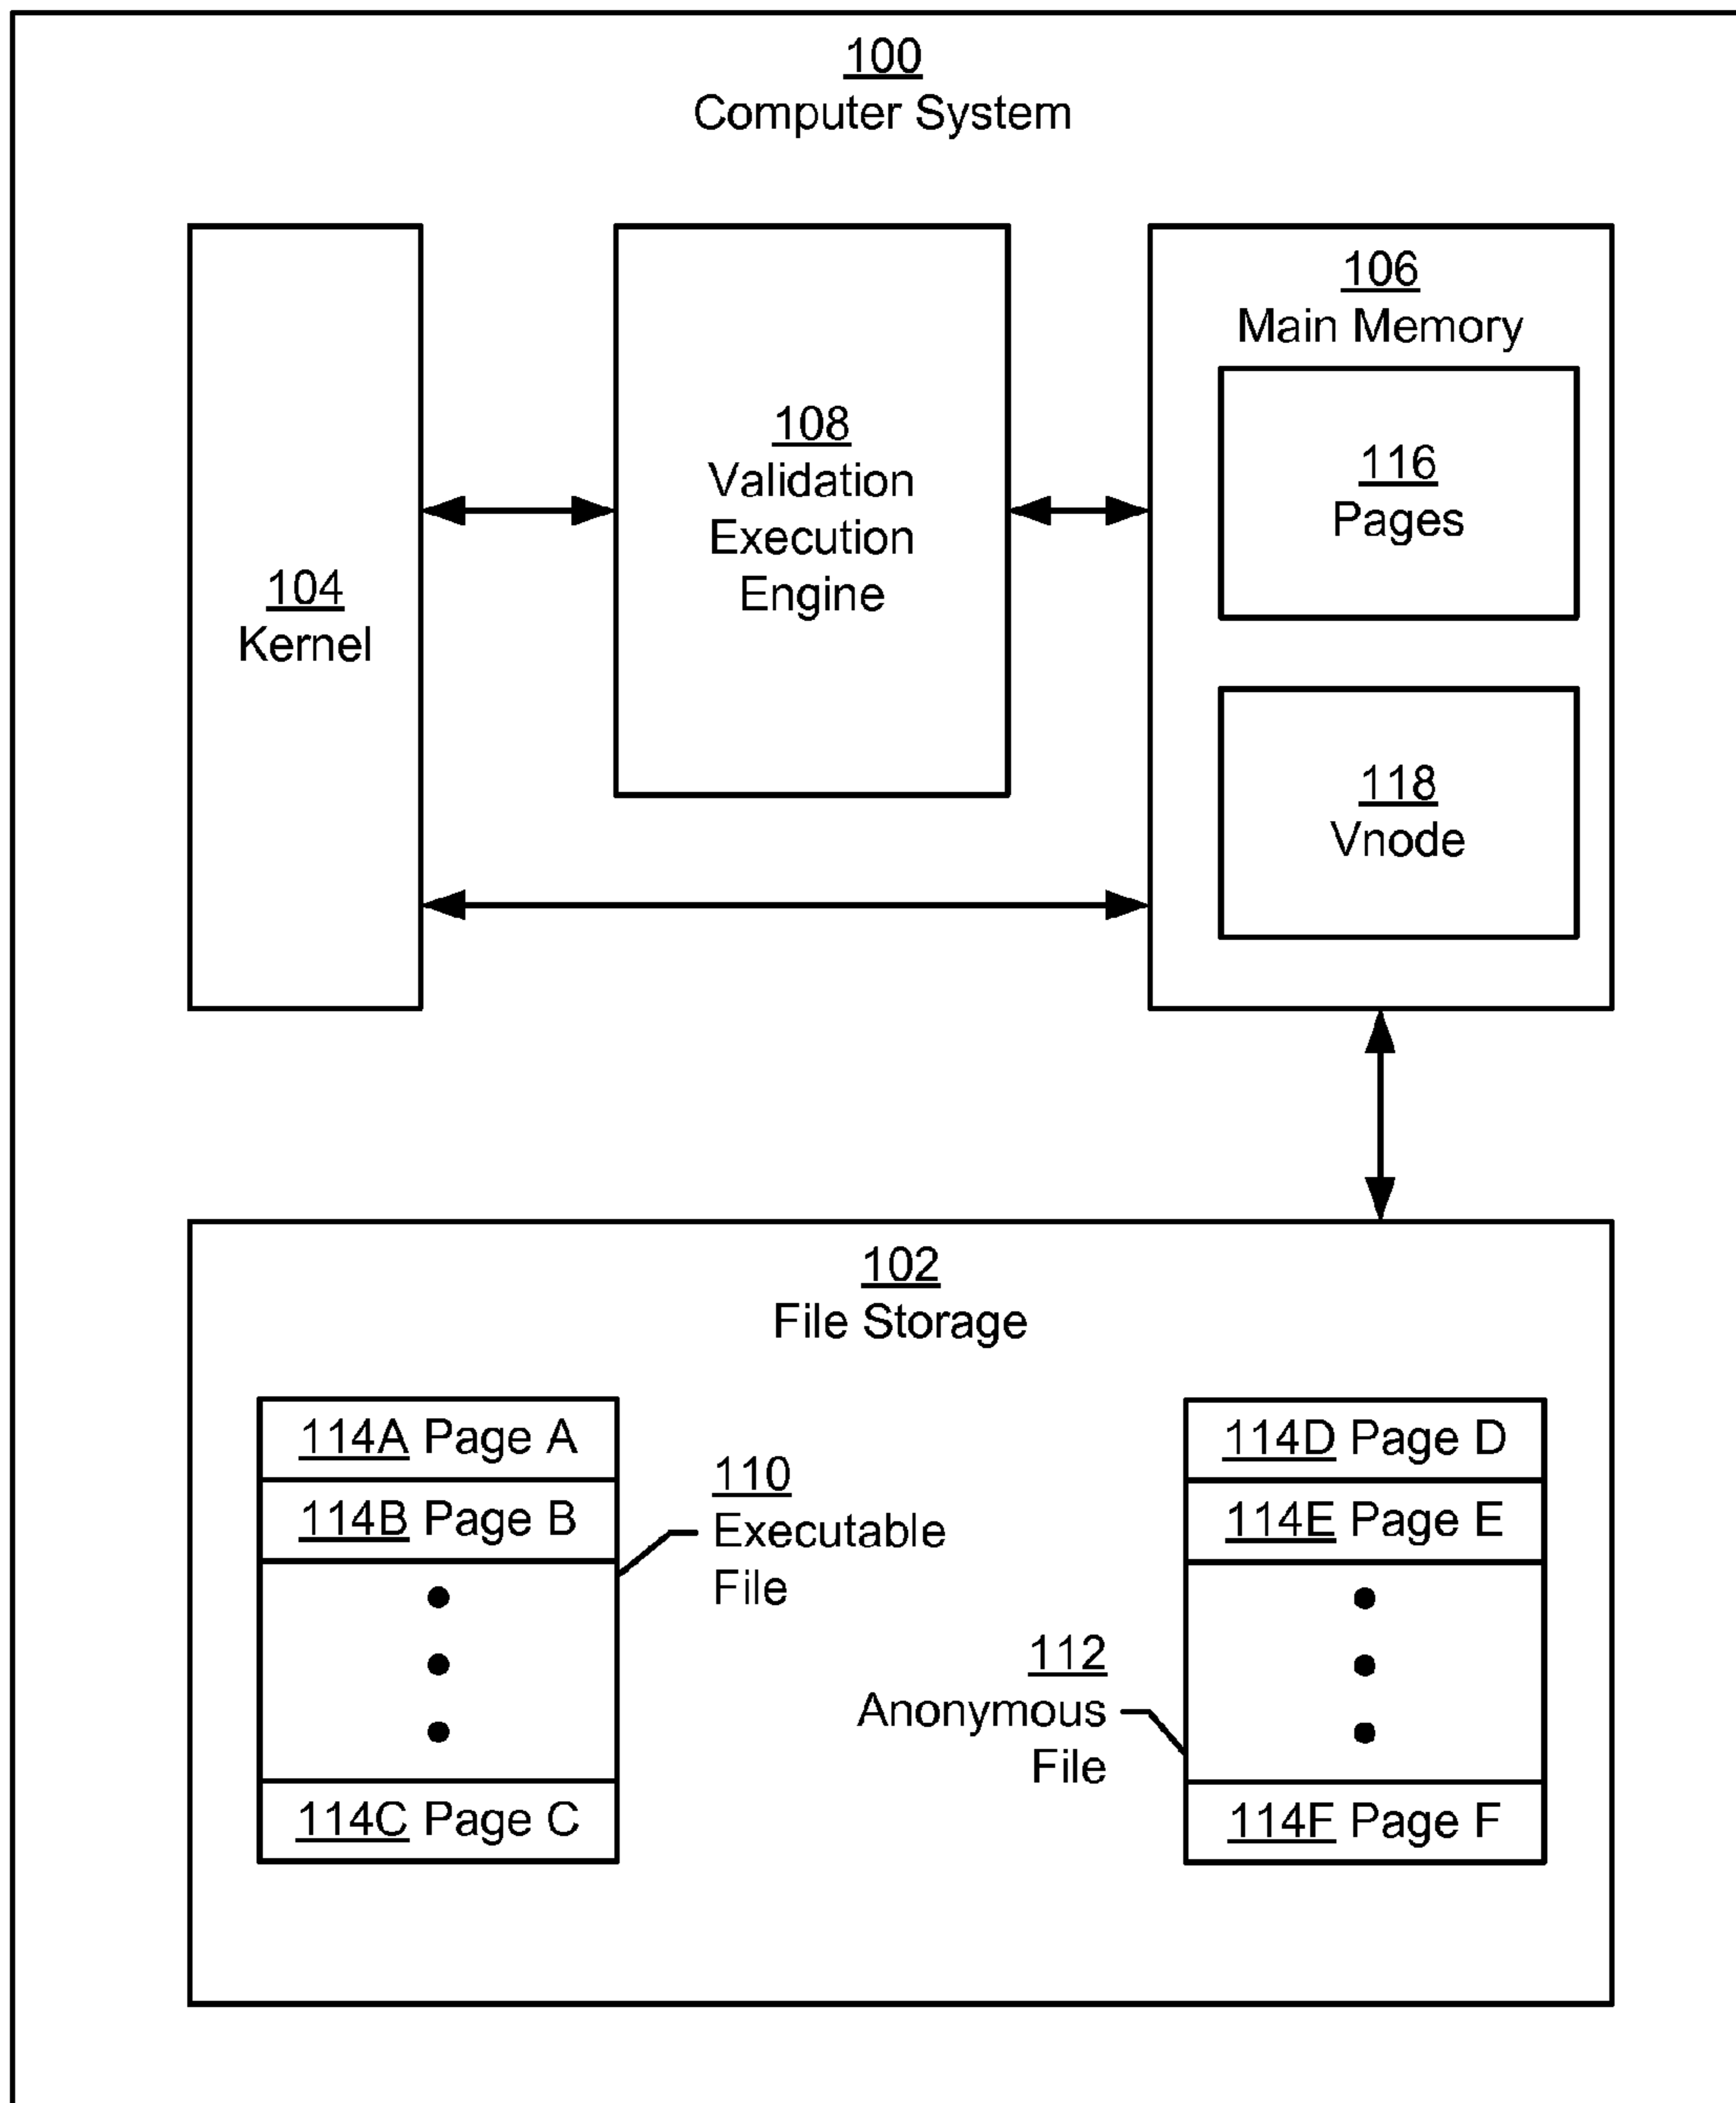 100
Computer System
104
Kernel
108
Validation
Execution
Engine
106
Main Memory
116
Pages
118
Vnode
102
File Storage
114A Page A
114B Page B
114C Page C
110
Executable
File
112
Anonymous
File
114D Page D
114E Page E
114F Page F